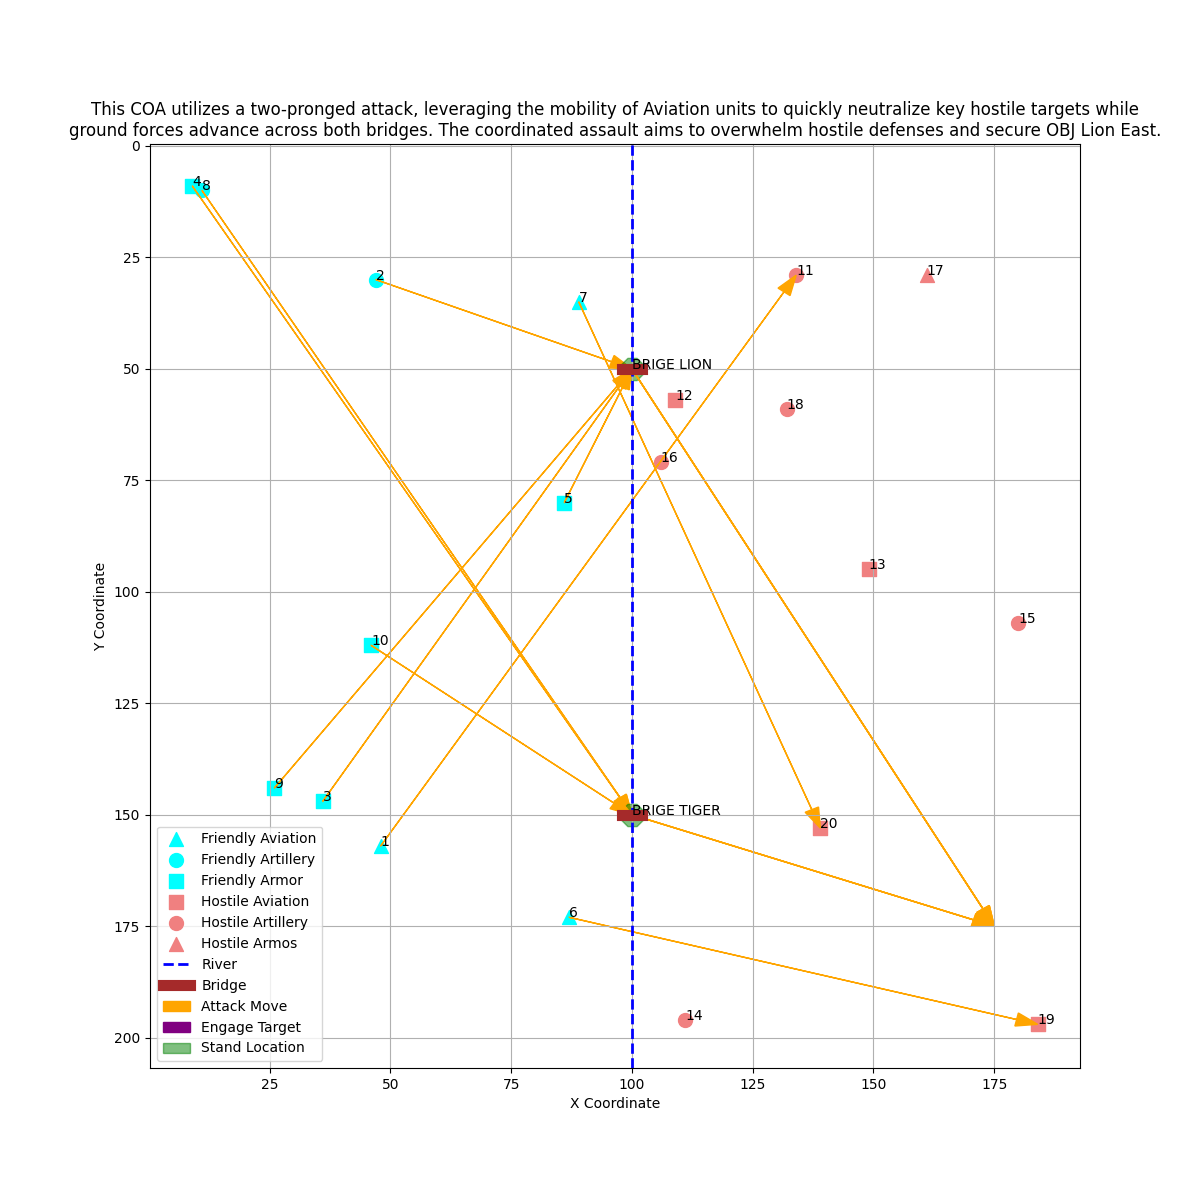 This COA utilizes a two-pronged attack, leveraging the mobility of Aviation units to quickly neutralize key hostile targets while
ground forces advance across both bridges. The coordinated assault aims to overwhelm hostile defenses and secure OBJ Lion East.
0
25
50
75
100
125
150
175
200
Y Coordinate
4
8
2
7
11
17
BRIGE LION
12
18
16
5
13
15
10
9
3
1
BRIGE TIGER
20
6
14
19
Friendly Aviation
Friendly Artillery
Friendly Armor
Hostile Aviation
Hostile Artillery
Hostile Armos
River
Bridge
Attack Move
Engage Target
Stand Location
25
50
75
100
125
150
175
X Coordinate